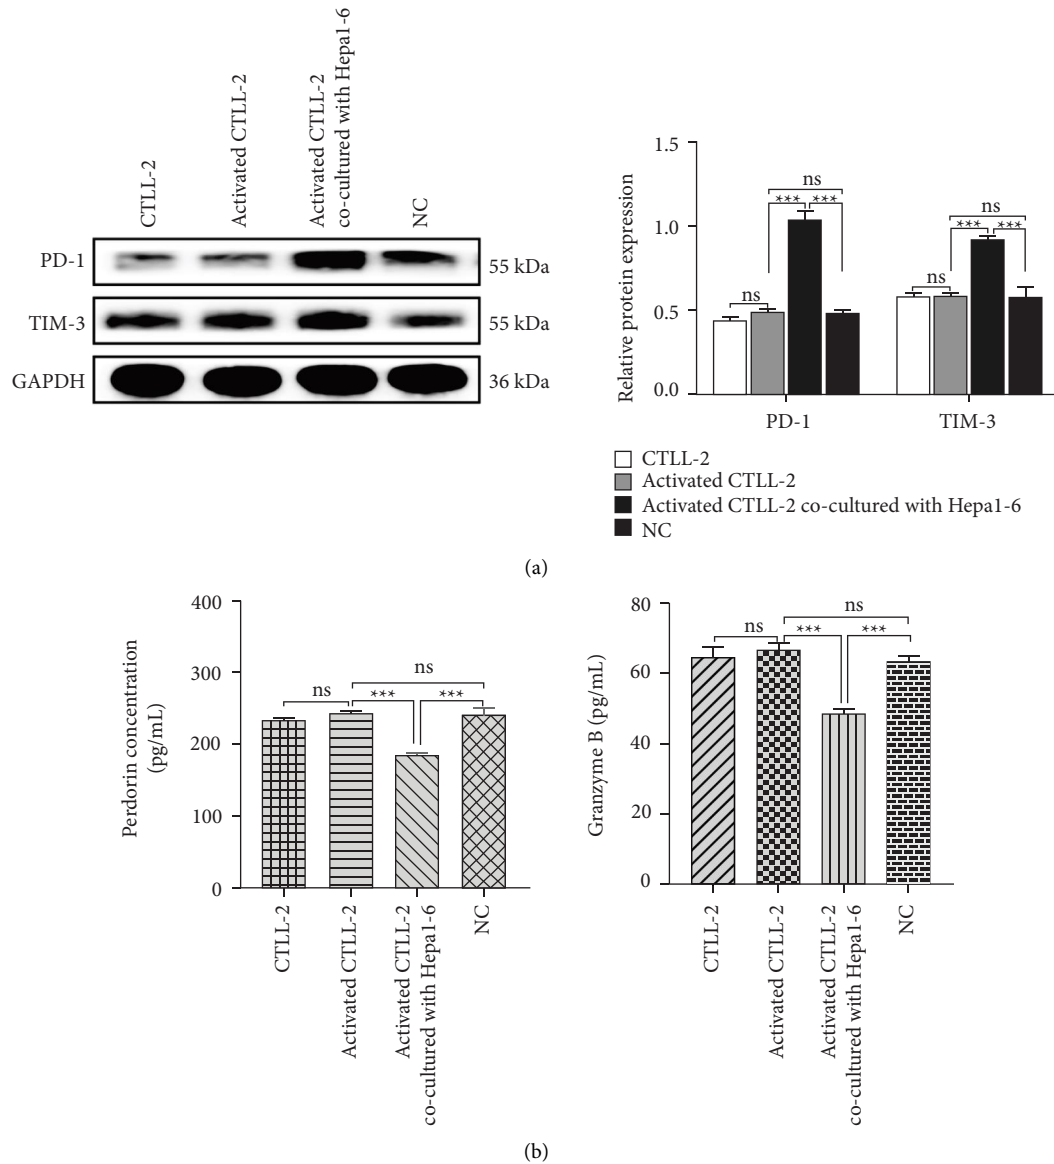 CTLL-2
Activated CTLL-2
Activated CTLL-2
co-cultured with Hepa1-6
NC
PD-1
55 kDa
TIM-3
55 kDa
GAPDH
36 kDa
Relative protein expression
1.5
1.0
0.5
0.0
ns
*** ***
ns
ns
*** ***
ns
PD-1
TIM-3
CTLL-2
Activated CTLL-2
Activated CTLL-2 co-cultured with Hepa1-6
NC
(a)
Perdorin concentration
(pg/mL)
400
300
200
100
0
ns
ns
***
***
CTLL-2
Activated CTLL-2
Activated CTLL-2
co-cultured with Hepa1-6
NC
Granzyme B (pg/mL)
80
60
40
20
0
ns
ns
***
***
CTLL-2
Activated CTLL-2
Activated CTLL-2
co-cultured with Hepa1-6
NC
(b)